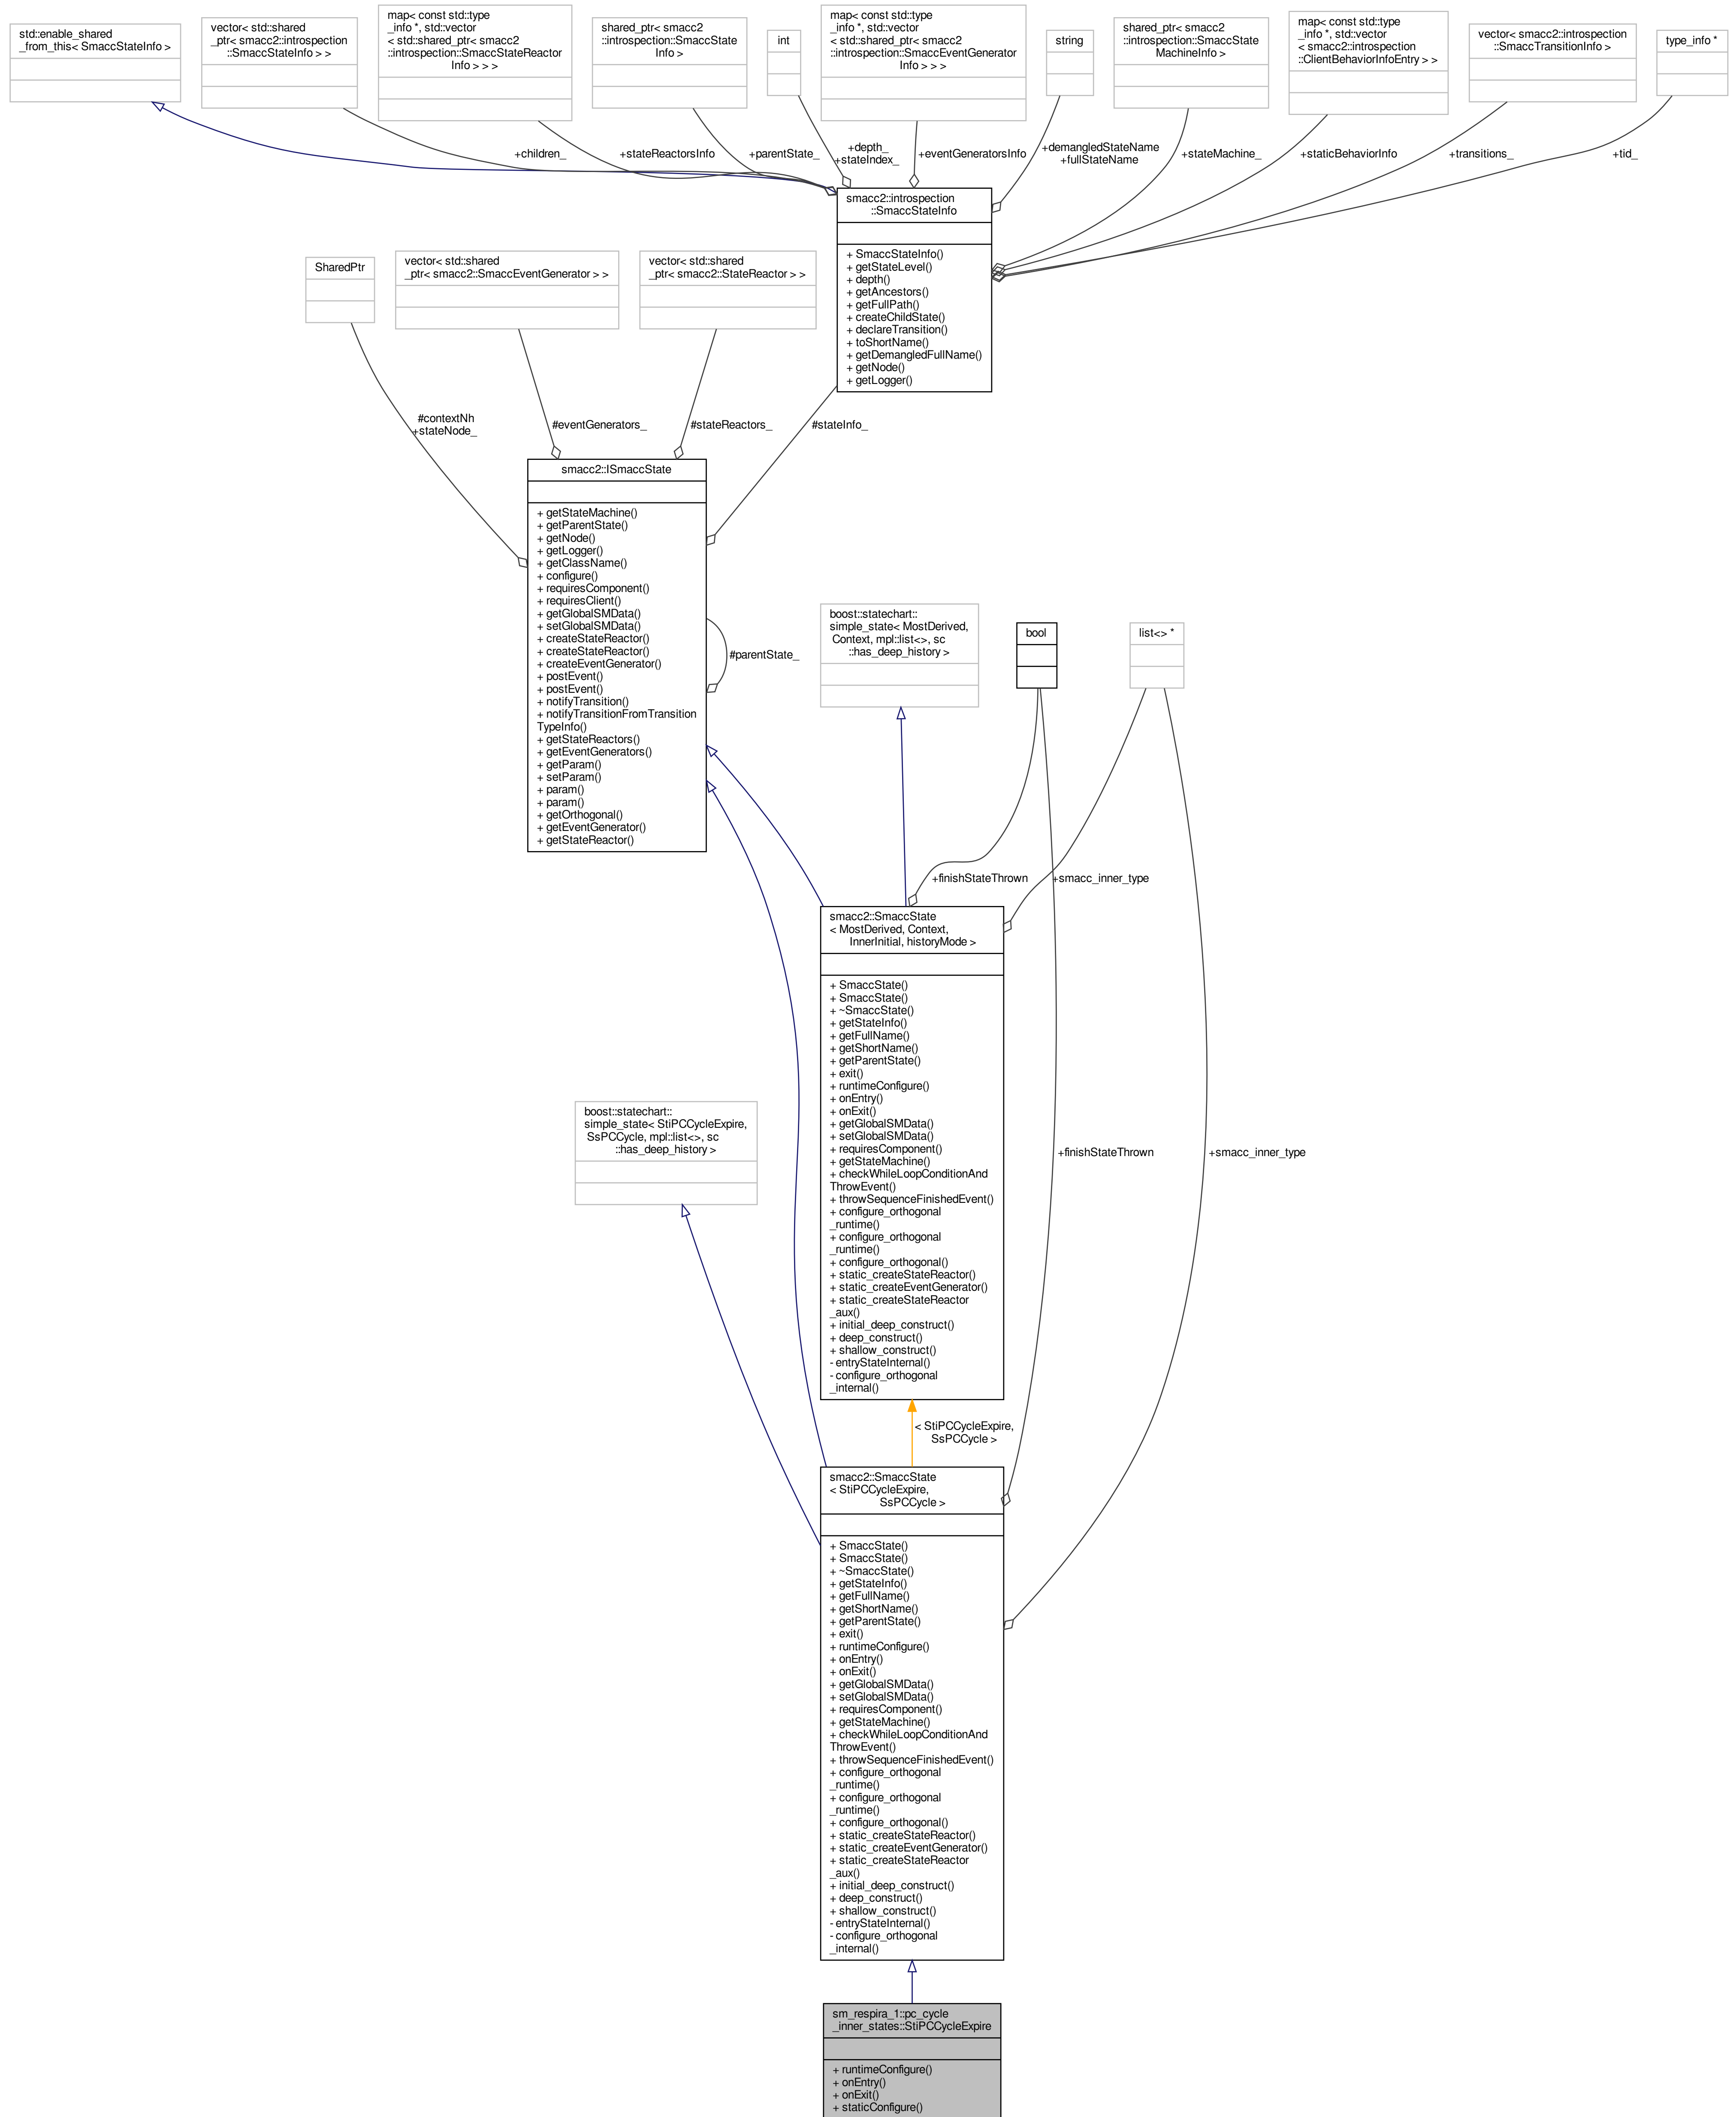 std::enable_shared
_from_this< SmaccStateInfo >
vector< std::shared
_ptr< smacc2::introspection
::SmaccStateInfo > >
map< const std::type
_info *, std::vector
< std::shared_ptr< smacc2
::introspection::SmaccStateReactor
Info > > >
shared_ptr< smacc2
::introspection::SmaccState
Info >
int
map< const std::type
_info *, std::vector
< std::shared_ptr< smacc2
::introspection::SmaccEventGenerator
Info > > >
string
shared_ptr< smacc2
::introspection::SmaccState
MachineInfo >
map< const std::type
_info *, std::vector
< smacc2::introspection
::ClientBehaviorInfoEntry > >
vector< smacc2::introspection
::SmaccTransitionInfo >
type_info *
+children_
+stateReactorsInfo
+parentState_
+depth_
+stateIndex_
+eventGeneratorsInfo
+demangledStateName
+fullStateName
+stateMachine_
+staticBehaviorInfo
+transitions_
+tid_
smacc2::introspection
::SmaccStateInfo
+ SmaccStateInfo()
+ getStateLevel()
+ depth()
+ getAncestors()
+ getFullPath()
+ createChildState()
+ declareTransition()
+ toShortName()
+ getDemangledFullName()
+ getNode()
+ getLogger()
SharedPtr
vector< std::shared
_ptr< smacc2::SmaccEventGenerator > >
vector< std::shared
_ptr< smacc2::StateReactor > >
#contextNh
+stateNode_
#eventGenerators_
#stateReactors_
#stateInfo_
smacc2::ISmaccState
+ getStateMachine()
+ getParentState()
+ getNode()
+ getLogger()
+ getClassName()
+ configure()
+ requiresComponent()
+ requiresClient()
+ getGlobalSMData()
+ setGlobalSMData()
+ createStateReactor()
+ createStateReactor()
+ createEventGenerator()
+ postEvent()
+ postEvent()
+ notifyTransition()
+ notifyTransitionFromTransition
TypeInfo()
+ getStateReactors()
+ getEventGenerators()
+ getParam()
+ setParam()
+ param()
+ param()
+ getOrthogonal()
+ getEventGenerator()
+ getStateReactor()
#parentState_
boost::statechart::
simple_state< MostDerived,
Context, mpl::list<>, sc
::has_deep_history >
bool
list<> *
+finishStateThrown
+smacc_inner_type
smacc2::SmaccState
< MostDerived, Context,
InnerInitial, historyMode >
+ SmaccState()
+ SmaccState()
+ ~SmaccState()
+ getStateInfo()
+ getFullName()
+ getShortName()
+ getParentState()
+ exit()
+ runtimeConfigure()
+ onEntry()
+ onExit()
+ getGlobalSMData()
+ setGlobalSMData()
+ requiresComponent()
+ getStateMachine()
+ checkWhileLoopConditionAnd
ThrowEvent()
+ throwSequenceFinishedEvent()
+ configure_orthogonal
_runtime()
+ configure_orthogonal
_runtime()
+ configure_orthogonal()
+ static_createStateReactor()
+ static_createEventGenerator()
+ static_createStateReactor
_aux()
+ initial_deep_construct()
+ deep_construct()
+ shallow_construct()
- entryStateInternal()
- configure_orthogonal
_internal()
boost::statechart::
simple_state< StiPCCycleExpire,
SsPCCycle, mpl::list<>, sc
::has_deep_history >
+finishStateThrown
+smacc_inner_type
< StiPCCycleExpire,
SsPCCycle >
smacc2::SmaccState
< StiPCCycleExpire,
SsPCCycle >
+ SmaccState()
+ SmaccState()
+ ~SmaccState()
+ getStateInfo()
+ getFullName()
+ getShortName()
+ getParentState()
+ exit()
+ runtimeConfigure()
+ onEntry()
+ onExit()
+ getGlobalSMData()
+ setGlobalSMData()
+ requiresComponent()
+ getStateMachine()
+ checkWhileLoopConditionAnd
ThrowEvent()
+ throwSequenceFinishedEvent()
+ configure_orthogonal
_runtime()
+ configure_orthogonal
_runtime()
+ configure_orthogonal()
+ static_createStateReactor()
+ static_createEventGenerator()
+ static_createStateReactor
_aux()
+ initial_deep_construct()
+ deep_construct()
+ shallow_construct()
- entryStateInternal()
- configure_orthogonal
_internal()
sm_respira_1::pc_cycle
_inner_states::StiPCCycleExpire
+ runtimeConfigure()
+ onEntry()
+ onExit()
+ staticConfigure()